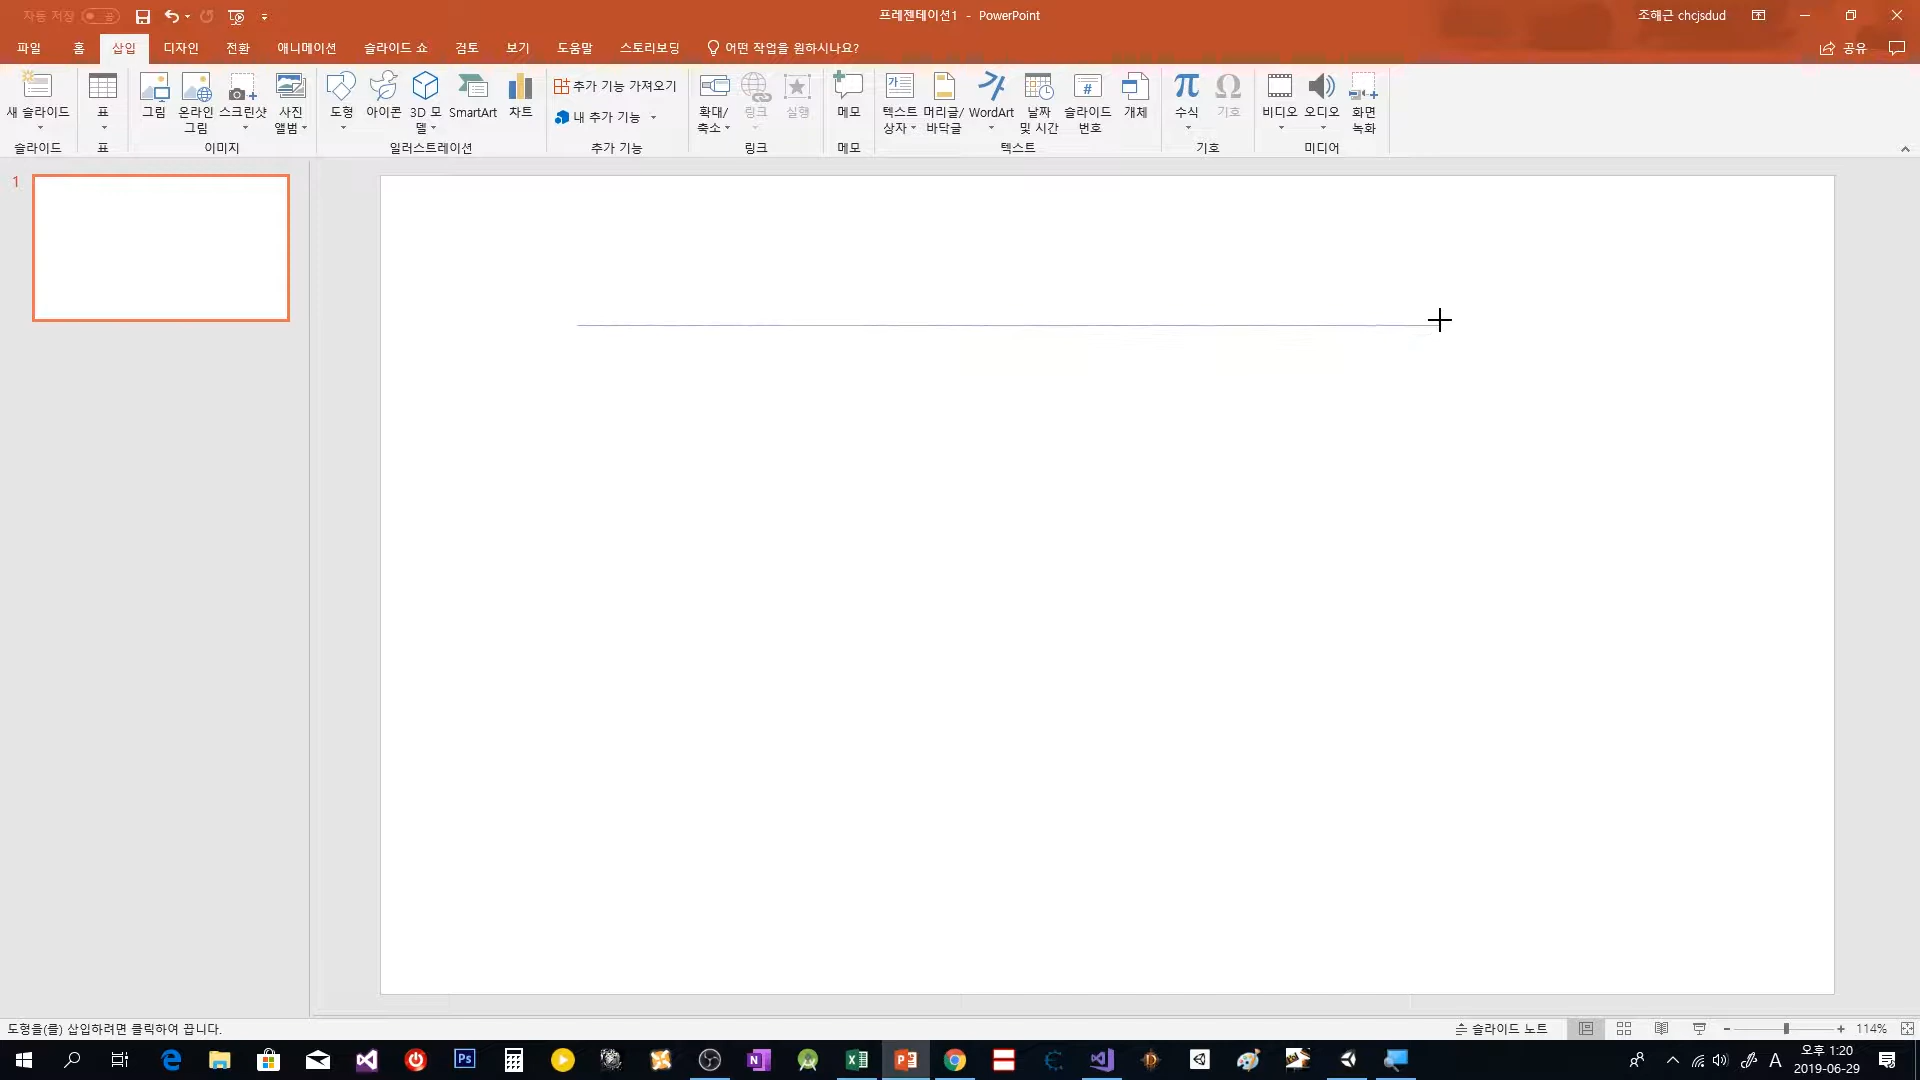 자동 저장
프레젠테이션1 - PowerPoint
조해근 chcjsdud
파일 홈 삽입 디자인 전환 애니메이션 슬라이드 쇼 검토 보기 도움말 스토리보딩 어떤 작업을 원하시나요? 공유
새 슬라이드
표
그림
온라인
그림
스크린샷
사진
앨범
도형
아이콘
3D 모
델
SmartArt
차트
추가 기능 가져오기
내 추가 기능
확대/
축소
링크
실행
메모
텍스트
상자
머리글/
바닥글
WordArt
날짜
및 시간
슬라이드
번호
개체
수식
기호
비디오
오디오
화면
녹화
슬라이드 표 이미지 일러스트레이션 추가 기능 링크 메모 텍스트 기호 미디어
1
도형을(를) 삽입하려면 클릭하여 끕니다.
슬라이드 노트
114%
Ps
A
오후 1:20
2019-06-29